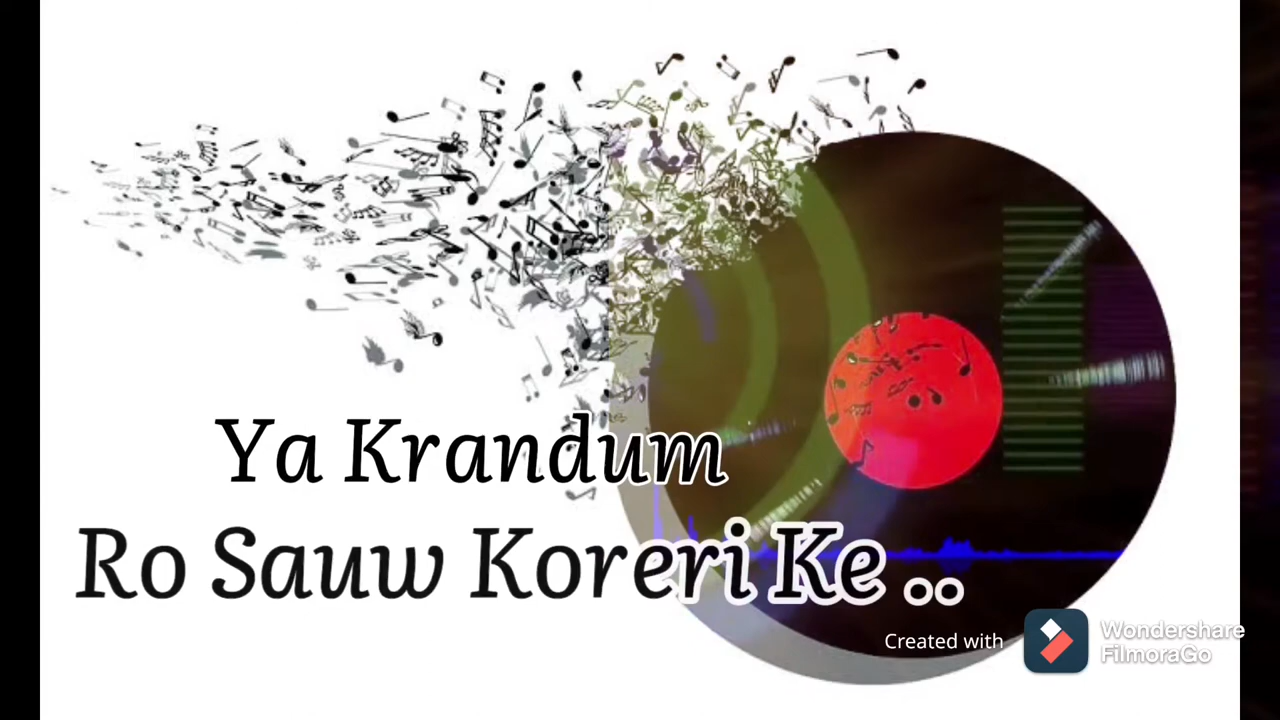 Ya Krandum
Ro Sauw Koreri Ke ..
Created with
Wondershare
FilmoraGo